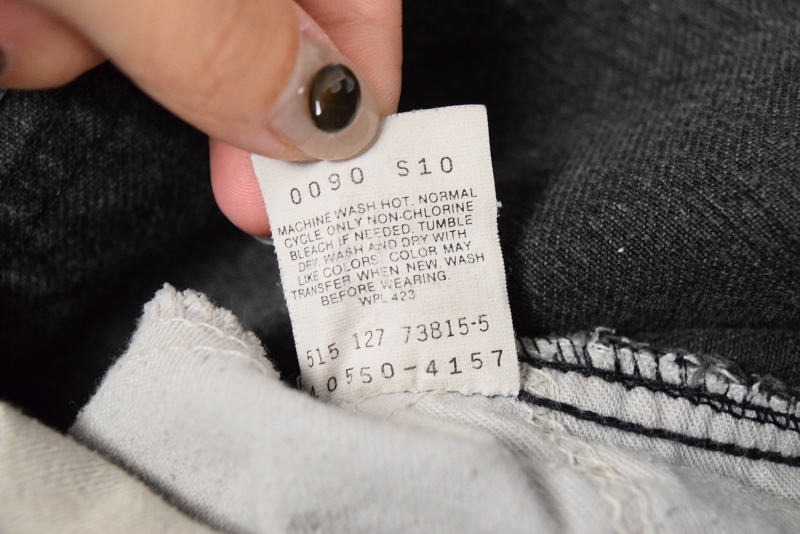 0090 S10
MACHINE WASH HOT. NORMAL
CYCLE ONLY NON-CHLORINE
BLEACH IF NEEDED. TUMBLE
DRY. WASH AND DRY WITH
LIKE COLORS. COLOR MAY
TRANSFER WHEN NEW. WASH
BEFORE WEARING.
WPL 423
515 127 73815-5
0550-4157